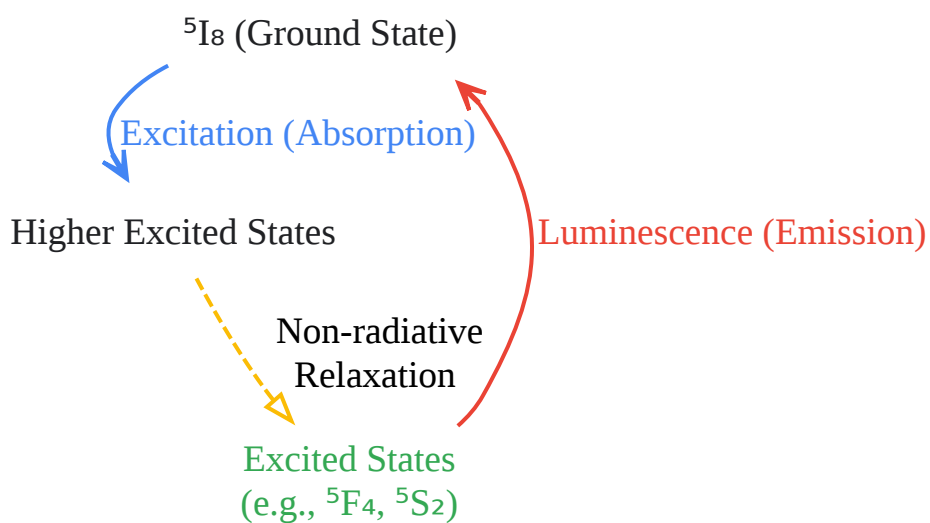 ⁵I₈ (Ground State)
Excitation (Absorption)
Higher Excited States
Luminescence (Emission)
Non-radiative
Relaxation
Excited States
(e.g., ⁵F₄, ⁵S₂)